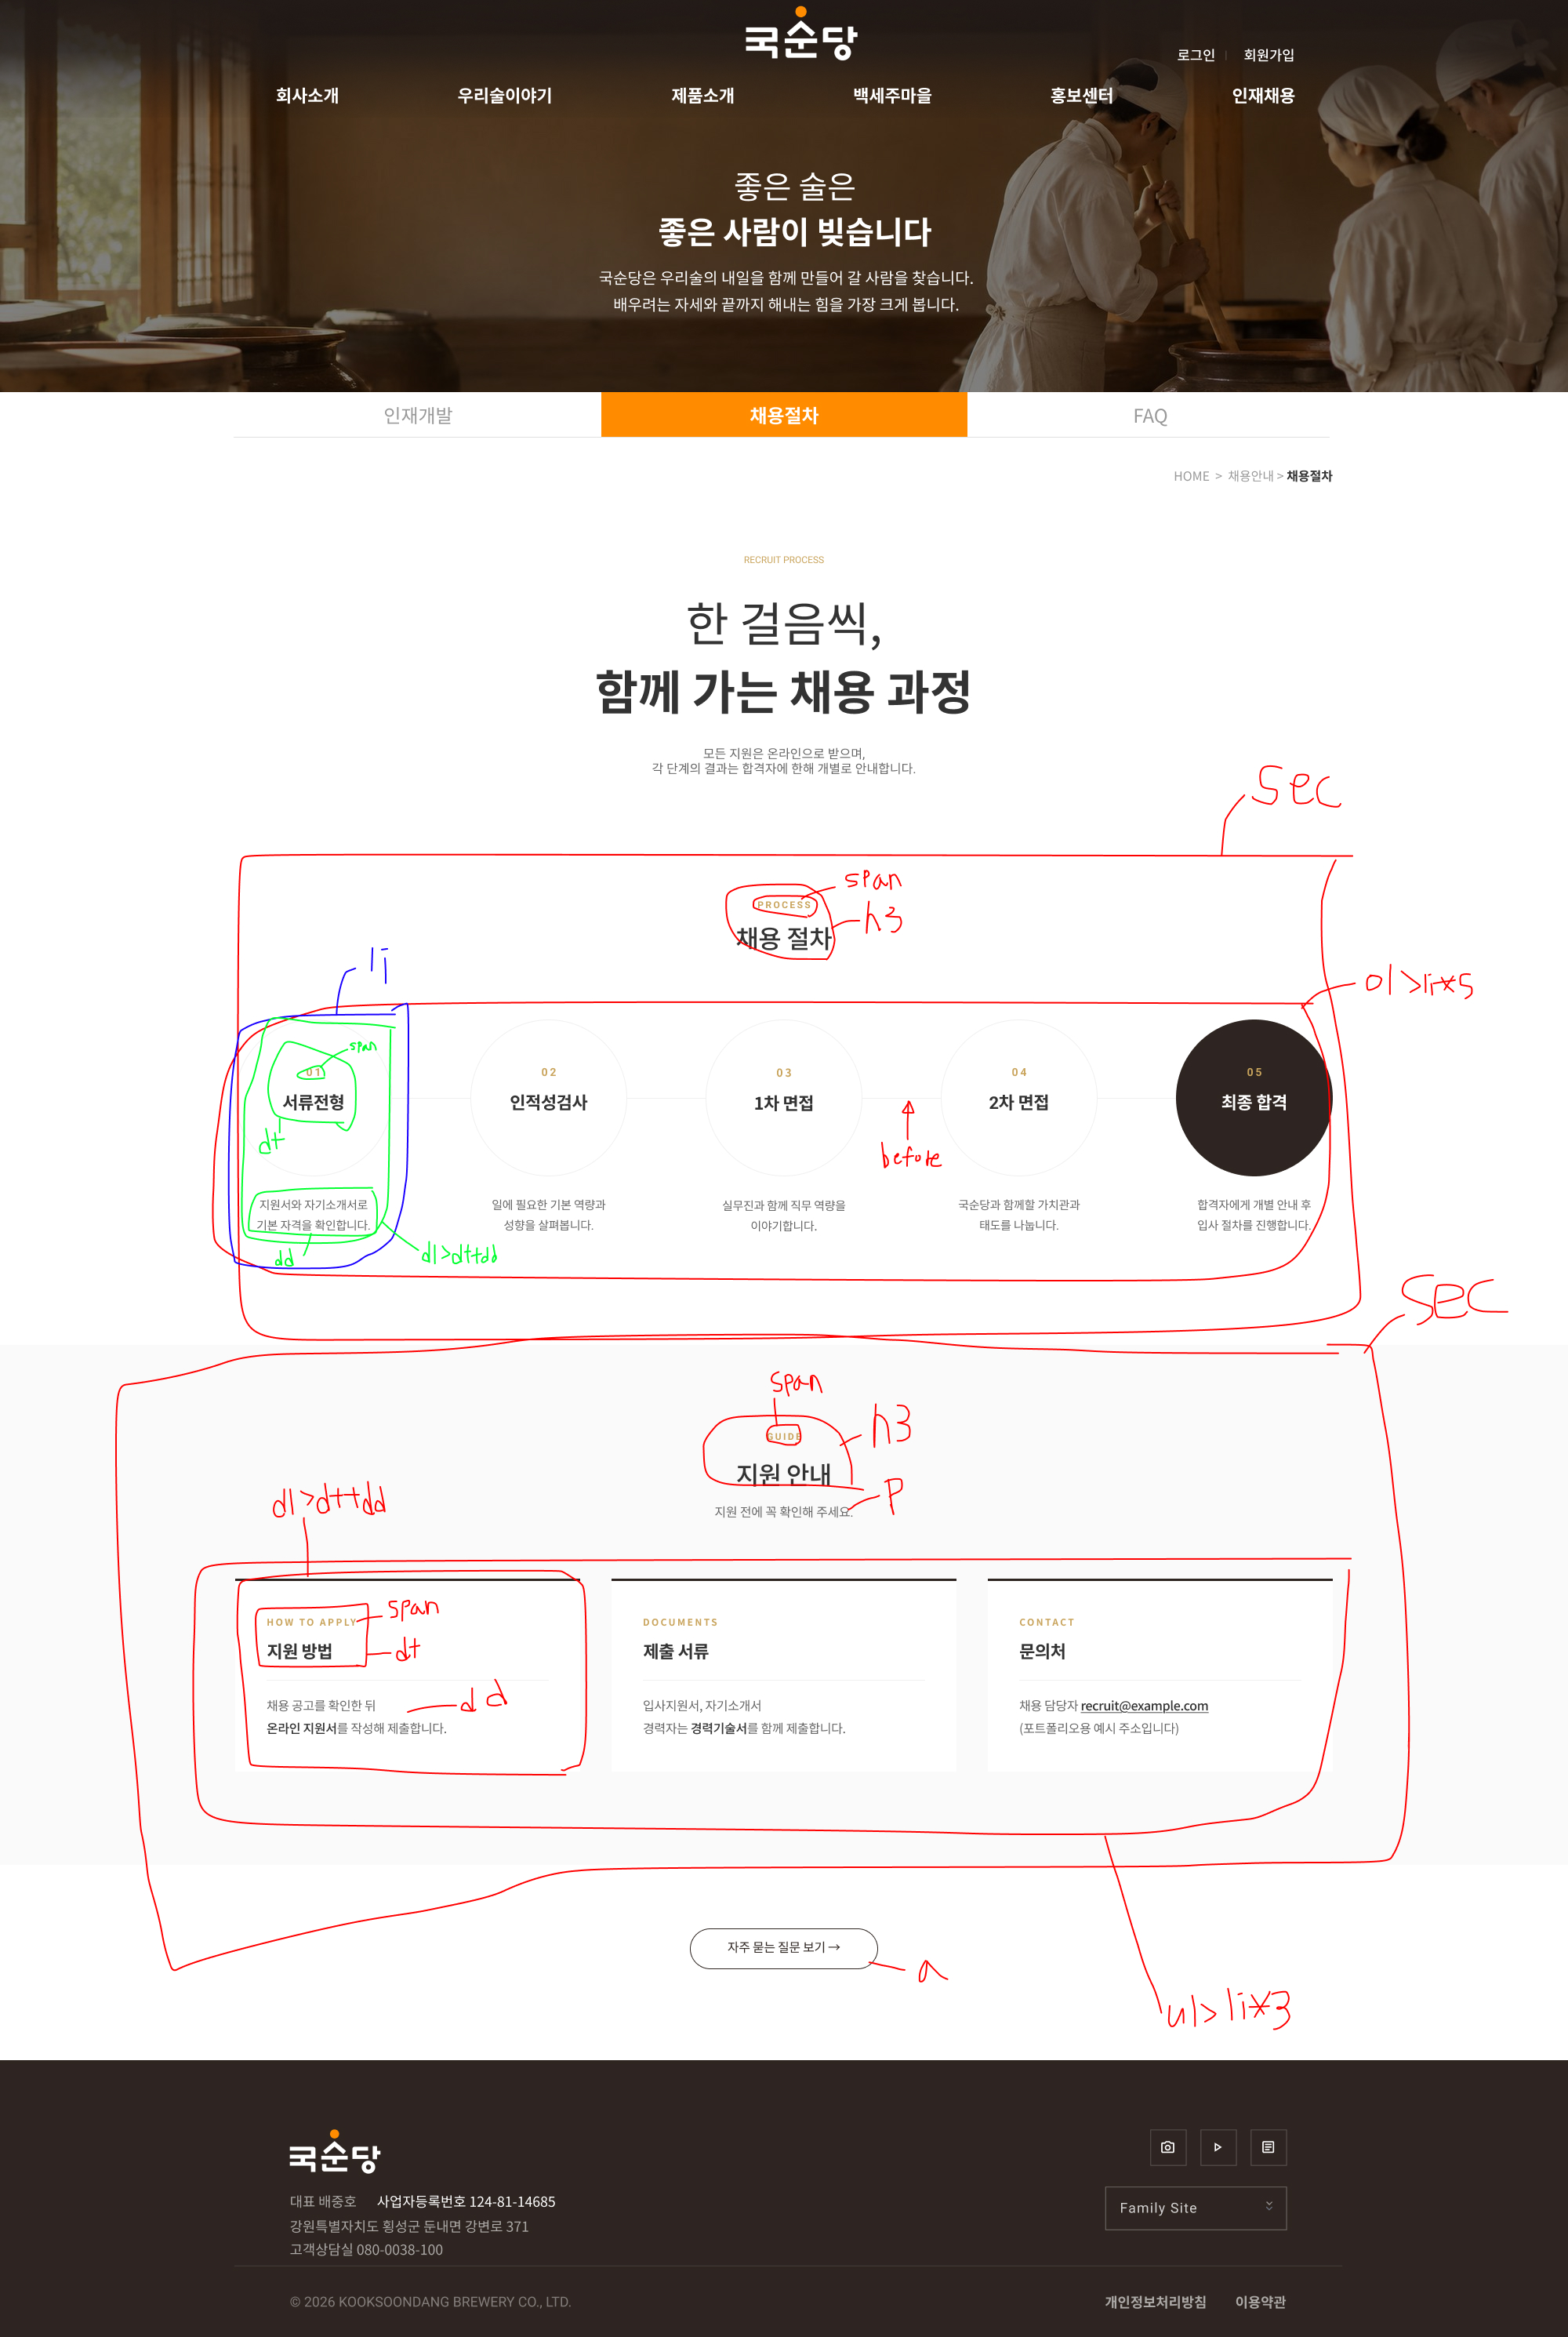 국순당
로그인 | 회원가입
회사소개 우리술이야기 제품소개 백세주마을 홍보센터 인재채용
좋은 술은
좋은 사람이 빚습니다
국순당은 우리술의 내일을 함께 만들어 갈 사람을 찾습니다.
배우려는 자세와 끝까지 해내는 힘을 가장 크게 봅니다.
인재개발 채용절차 FAQ
HOME > 채용안내 > 채용절차
RECRUIT PROCESS
한 걸음씩,
함께 가는 채용 과정
모든 지원은 온라인으로 받으며,
각 단계의 결과는 합격자에 한해 개별로 안내합니다.
sec
span
PROCESS
h3
채용 절차
li
ol>li*5
span
01 02 03 04 05
서류전형 인적성검사 1차 면접 2차 면접 최종 합격
dt
before
지원서와 자기소개서로
기본 자격을 확인합니다.
일에 필요한 기본 역량과
성향을 살펴봅니다.
실무진과 함께 직무 역량을
이야기합니다.
국순당과 함께할 가치관과
태도를 나눕니다.
합격자에게 개별 안내 후
입사 절차를 진행합니다.
dd
dl>dt+dd
sec
span
GUIDE
h3
지원 안내
p
지원 전에 꼭 확인해 주세요.
dl>dt+dd
HOW TO APPLY
span
지원 방법
dt
dd
채용 공고를 확인한 뒤
온라인 지원서를 작성해 제출합니다.
DOCUMENTS
제출 서류
입사지원서, 자기소개서
경력자는 경력기술서를 함께 제출합니다.
CONTACT
문의처
채용 담당자 recruit@example.com
(포트폴리오용 예시 주소입니다)
자주 묻는 질문 보기 →
a
ul>li*3
국순당
대표 배중호 사업자등록번호 124-81-14685
강원특별자치도 횡성군 둔내면 강변로 371
고객상담실 080-0038-100
Family Site
© 2026 KOOKSOONDANG BREWERY CO., LTD.
개인정보처리방침 이용약관